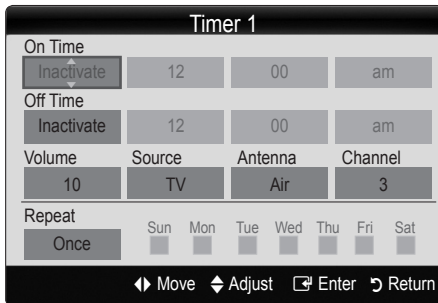 Timer 1
On Time
Inactivate 12 00 am
Off Time
Inactivate 12 00 am
Volume Source Antenna Channel
10 TV Air 3
Repeat Sun Mon Tue Wed Thu Fri Sat
Once
Move Adjust Enter Return